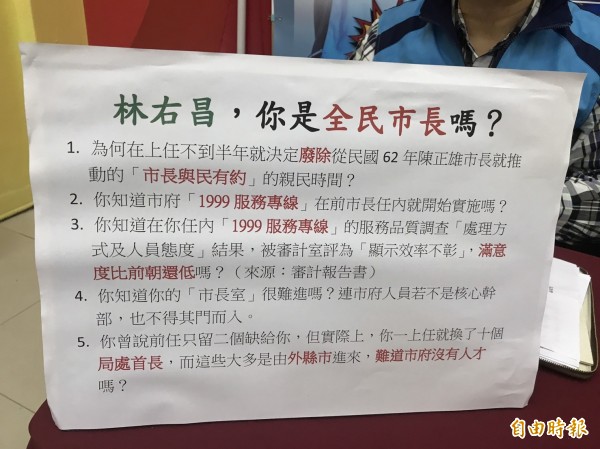 林右昌，你是全民市長嗎？
1. 為何在上任不到半年就決定廢除從民國 62 年陳正雄市長就推
動的「市長與民有約」的親民時間？
2. 你知道市府「1999 服務專線」在前市長任內就開始實施嗎？
3. 你知道在你任內「1999 服務專線」的服務品質調查「處理方
式及人員態度」結果，被審計室評為「顯示效率不彰」，滿意
度比前朝還低嗎？（來源：審計報告書）
4. 你知道你的「市長室」很難進嗎？連市府人員若不是核心幹
部，也不得其門而入。
5. 你曾說前任只留二個缺給你，但實際上，你一上任就換了十個
局處首長，而這些大多是由外縣市進來，難道市府沒有人才
嗎？
自由時報